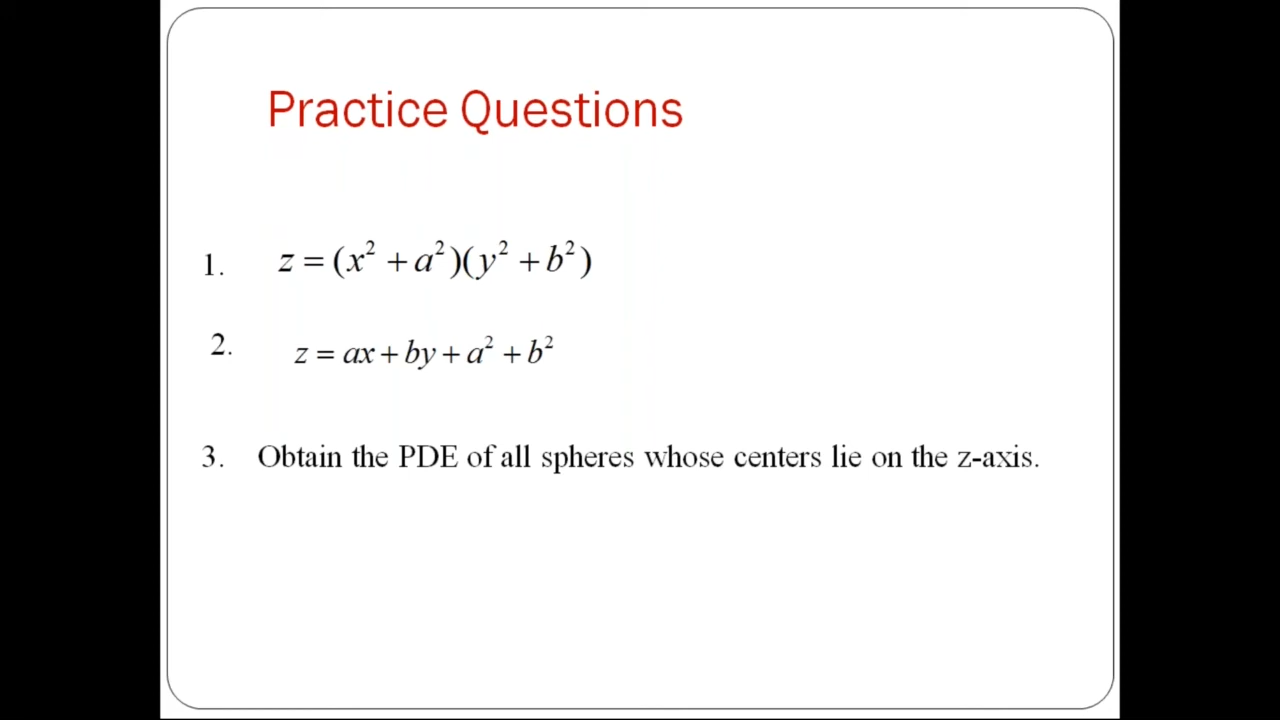 Practice Questions
1. z = (x² + a²)(y² + b²)
2. z = ax + by + a² + b²
3. Obtain the PDE of all spheres whose centers lie on the z-axis.